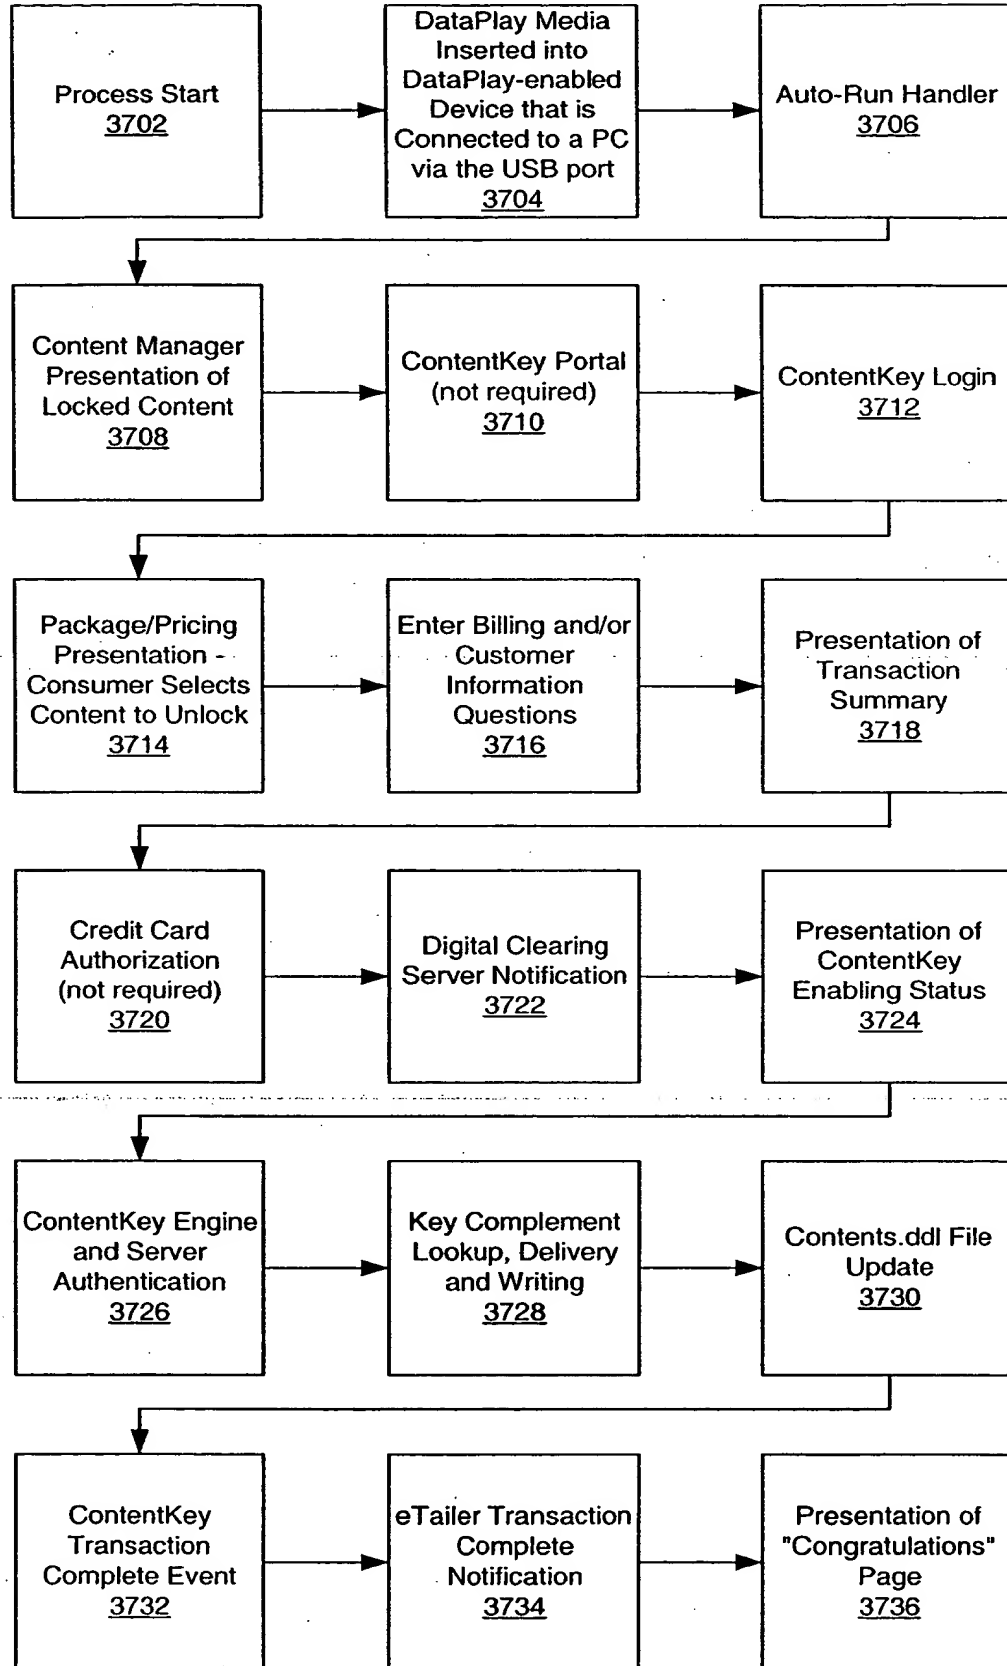 Process Start
3702
DataPlay Media
Inserted into
DataPlay-enabled
Device that is
Connected to a PC
via the USB port
3704
Auto-Run Handler
3706
Content Manager
Presentation of
Locked Content
3708
ContentKey Portal
(not required)
3710
ContentKey Login
3712
Package/Pricing
Presentation -
Consumer Selects
Content to Unlock
3714
Enter Billing and/or
Customer
Information
Questions
3716
Presentation of
Transaction
Summary
3718
Credit Card
Authorization
(not required)
3720
Digital Clearing
Server Notification
3722
Presentation of
ContentKey
Enabling Status
3724
ContentKey Engine
and Server
Authentication
3726
Key Complement
Lookup, Delivery
and Writing
3728
Contents.ddl File
Update
3730
ContentKey
Transaction
Complete Event
3732
eTailer Transaction
Complete
Notification
3734
Presentation of
"Congratulations"
Page
3736